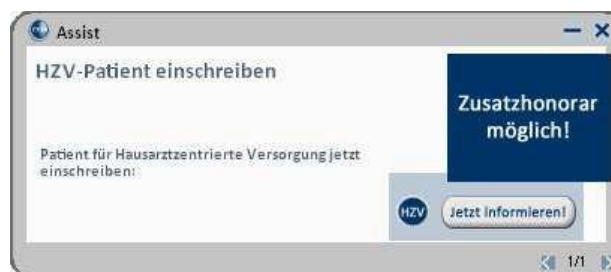 Assist
HZV-Patient einschreiben
Zusatzhonorar
möglich!
Patient für Hausarztzentrierte Versorgung jetzt
einschreiben:
HZV
Jetzt Informieren!
1/1